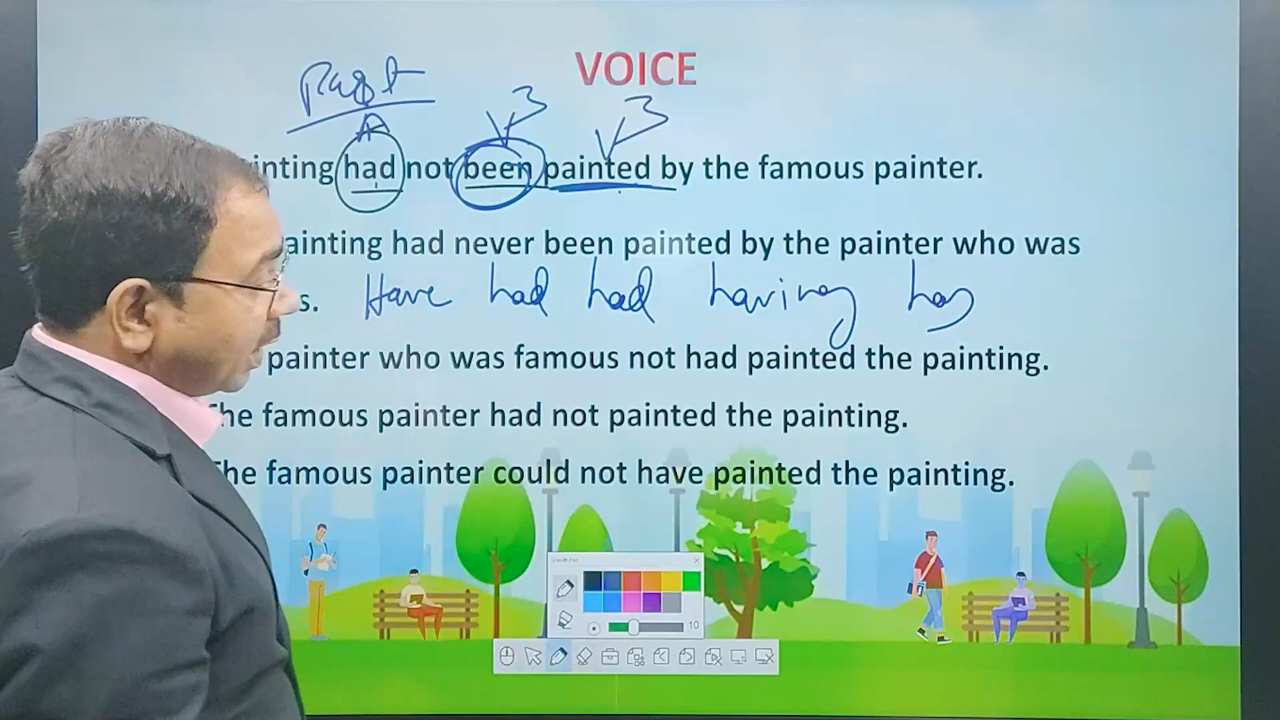 VOICE
Past
V3 V3
inting had not been painted by the famous painter.
ainting had never been painted by the painter who was
s. Have had had having has
painter who was famous not had painted the painting.
The famous painter had not painted the painting.
The famous painter could not have painted the painting.
10